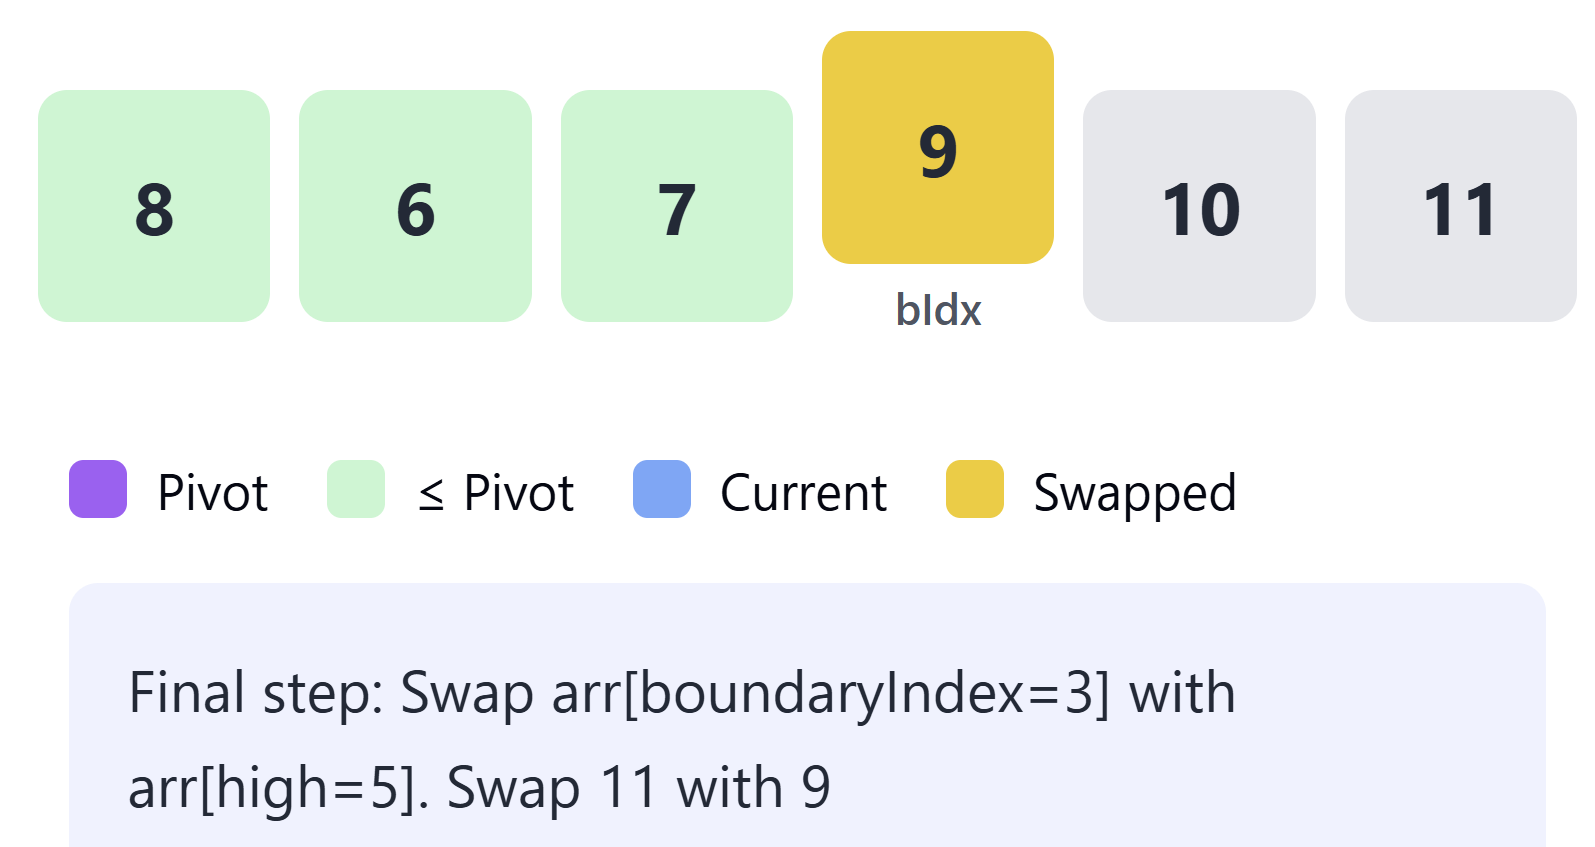 8 6 7 9 10 11
bIdx
Pivot ≤ Pivot Current Swapped
Final step: Swap arr[boundaryIndex=3] with
arr[high=5]. Swap 11 with 9